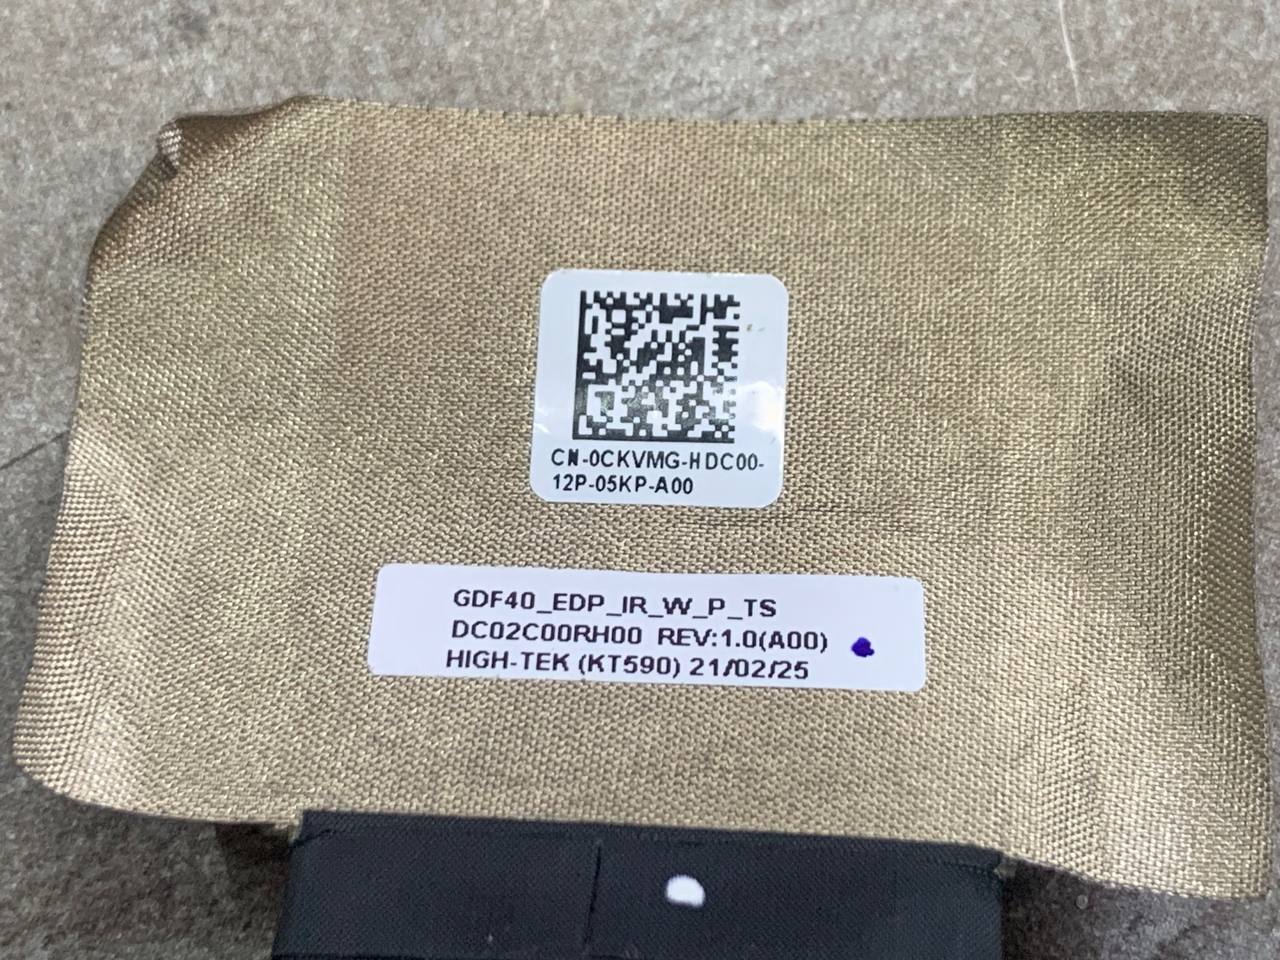 CN-0CKVMG-HDC00-
12P-05KP-A00
GDF40_EDP_IR_W_P_TS
DC02C00RH00 REV:1.0(A00)
HIGH-TEK (KT590) 21/02/25